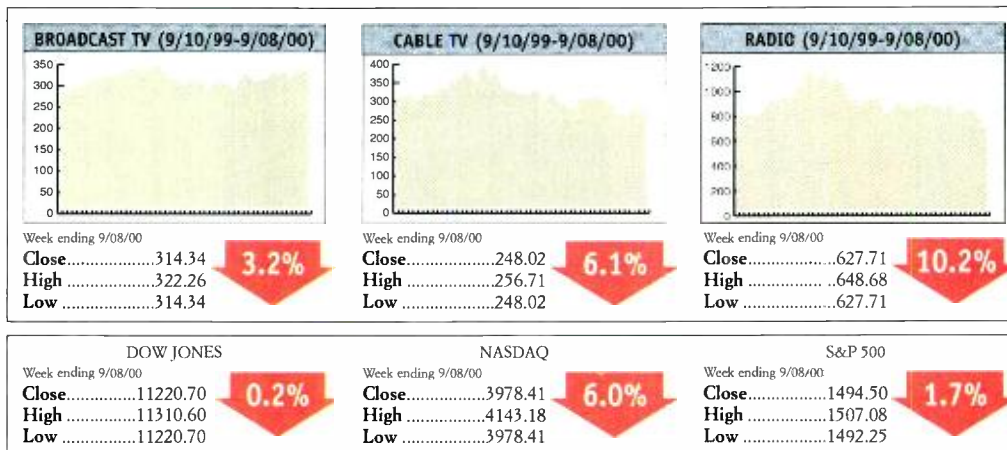 BROADCAST TV (9/10/99-9/08/00)
350
300
250
200
150
100
50
0
Week ending 9/08/00
Close....................314.34
High ....................322.26
Low ....................314.34
3.2%
CABLE TV (9/10/99-9/08/00)
400
350
300
250
200
150
100
50
0
Week ending 9/08/00
Close....................248.02
High ....................256.71
Low ....................248.02
6.1%
RADIO (9/10/99-9/08/00)
1200
1000
800
600
400
200
0
Week ending 9/08/00
Close....................627.71
High ....................648.68
Low ....................627.71
10.2%
DOW JONES
Week ending 9/08/00
Close................11220.70
High ................11310.60
Low ................11220.70
0.2%
NASDAQ
Week ending 9/08/00
Close..................3978.41
High ..................4143.18
Low ..................3978.41
6.0%
S&P 500
Week ending 9/08/00
Close..................1494.50
High ..................1507.08
Low ..................1492.25
1.7%